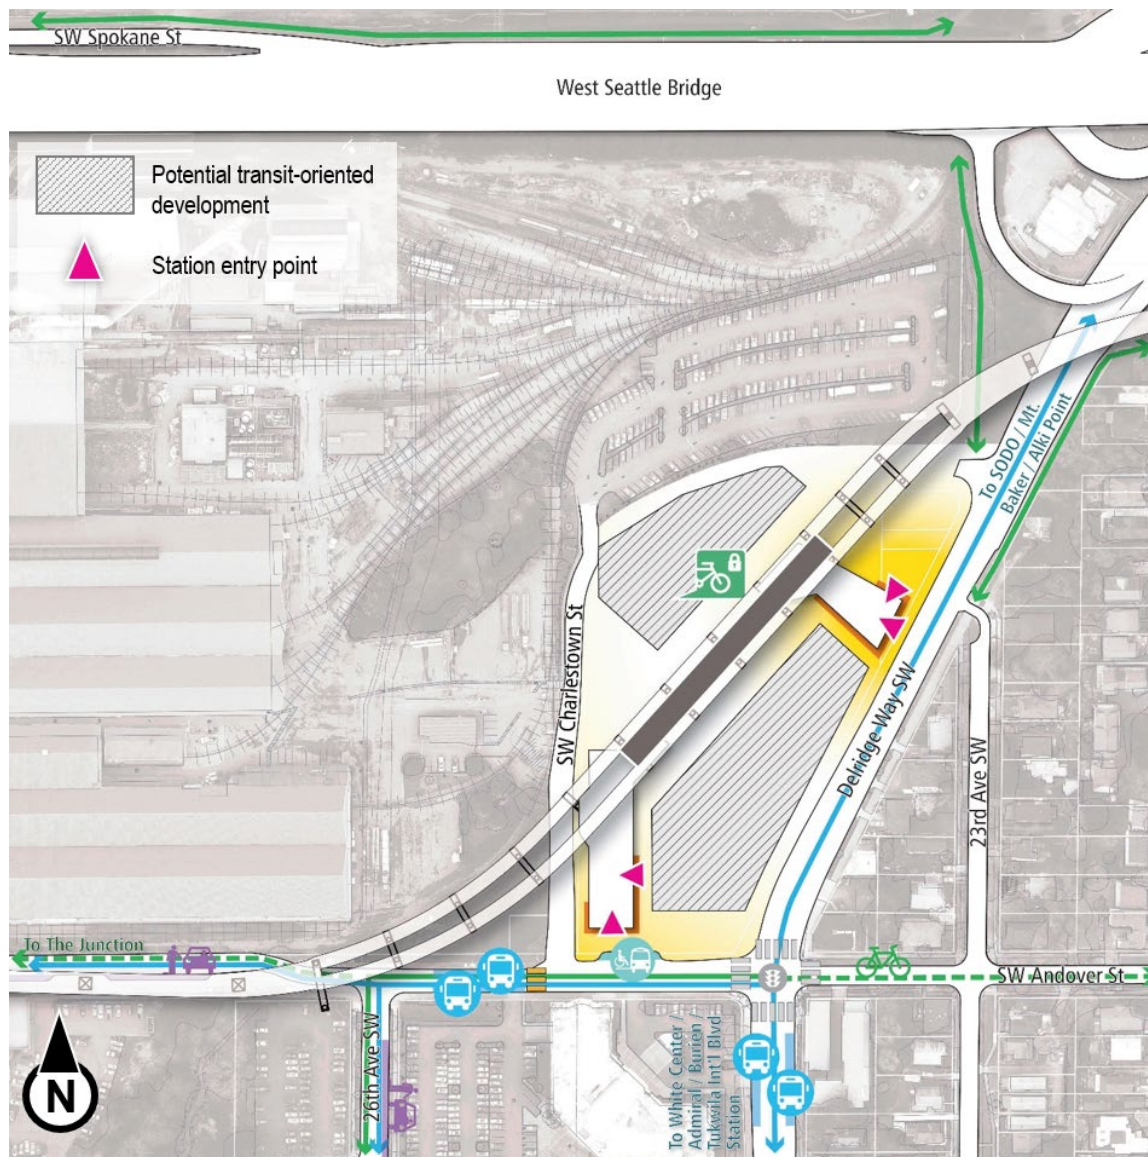 SW Spokane St
West Seattle Bridge
Potential transit-oriented
development
Station entry point
To SODO / Mt.
Baker / Alki Point
SW Charlestown St
Delridge Way SW
23rd Ave SW
To The Junction
SW Andover St
26th Ave SW
To White Center /
Admiral / Burien /
Tukwila Int'l Blvd
Station
N